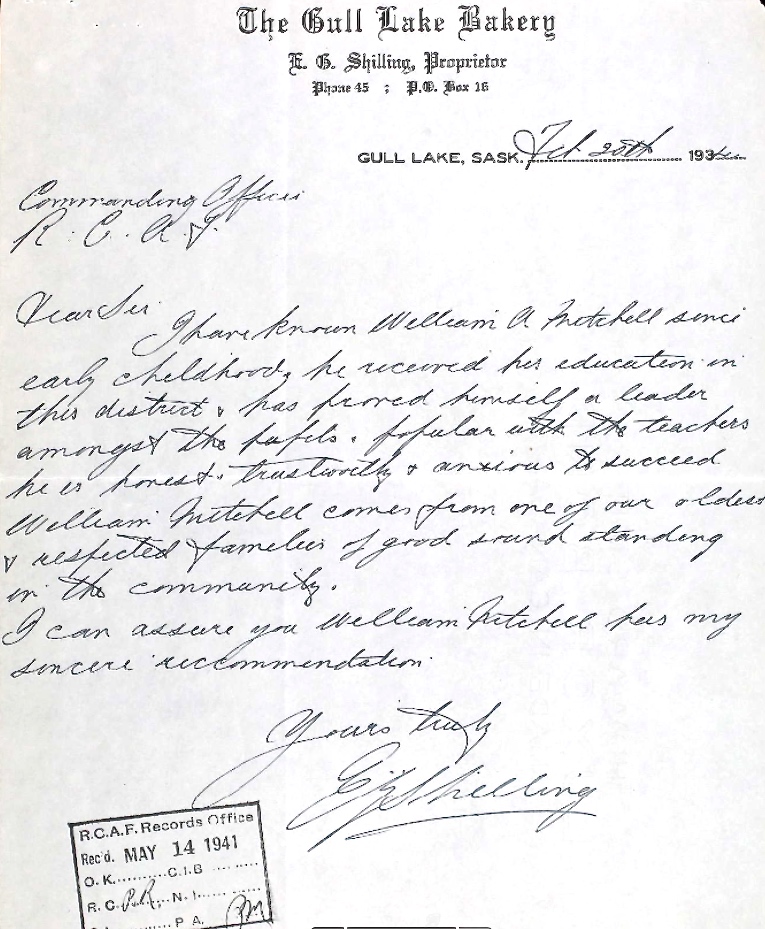 The Gull Lake Bakery
E. G. Shilling, Proprietor
Phone 45 ; P.O. Box 16
GULL LAKE, SASK. Feb 20th 193
Commanding Officer
R. C. A. F.
Dear Sir
I have known William A Mitchell since
early childhood, he received his education in
this district & has proved himself a leader
amongst the pupils & popular with the teachers
he is honest, trustworthy & anxious to succeed
William Mitchell comes from one of our oldest
& respected families of good sound standing
in the community.
I can assure you William Mitchell has my
sincere reccommendation
Yours truly
E G Shilling
R.C.A.F. Records Office
Rec'd. MAY 14 1941
O. K..........C.I.B ..........
R. C. N. I..........
P A.